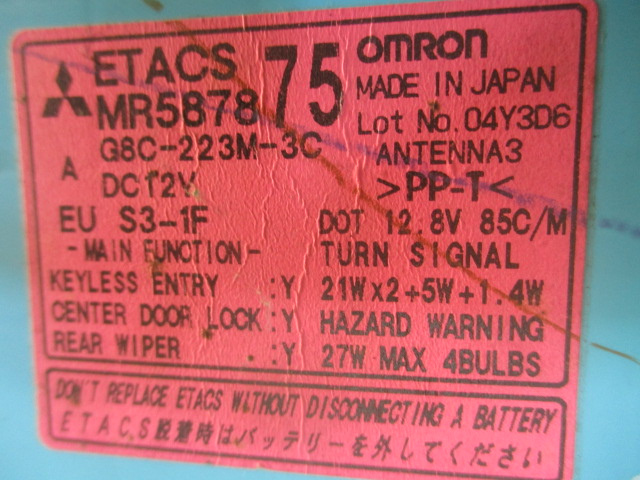 ETACS 75 OMRON
MR587875 MADE IN JAPAN
Lot No.04Y3D6
A G8C-223M-3C ANTENNA3
DC12V >PP-T<
EU S3-1F DOT 12.8V 85C/M
-MAIN FUNCTION- TURN SIGNAL
KEYLESS ENTRY :Y 21W×2+5W+1.4W
CENTER DOOR LOCK :Y HAZARD WARNING
REAR WIPER :Y 27W MAX 4BULBS
DON'T REPLACE ETACS WITHOUT DISCONNECTING A BATTERY
ETACS脱着時はバッテリーを外してください